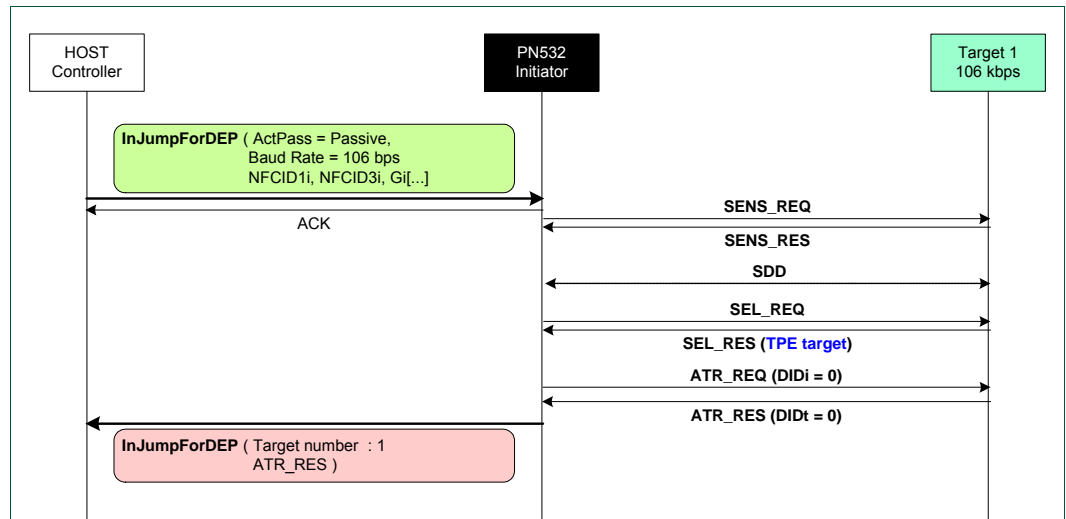 HOST
Controller
PN532
Initiator
Target 1
106 kbps
InJumpForDEP ( ActPass = Passive,
Baud Rate = 106 bps
NFCID1i, NFCID3i, Gi[...]
ACK
SENS_REQ
SENS_RES
SDD
SEL_REQ
SEL_RES (TPE target)
ATR_REQ (DIDi = 0)
ATR_RES (DIDt = 0)
InJumpForDEP ( Target number : 1
ATR_RES )